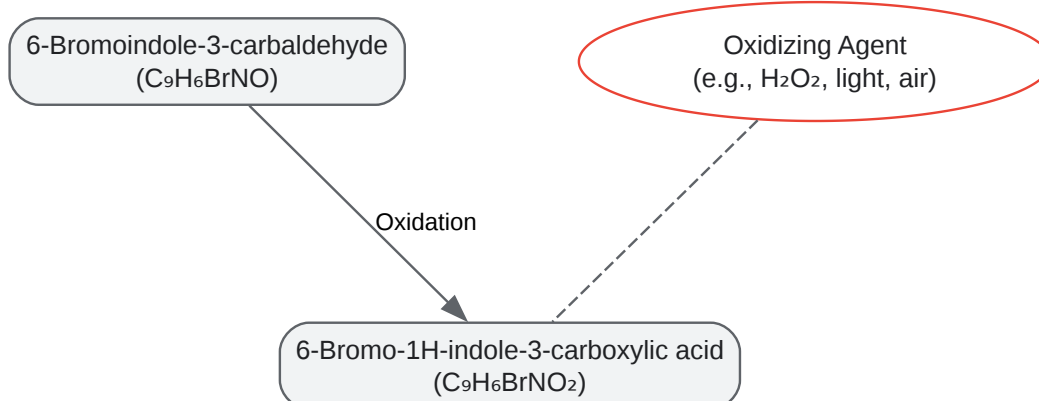 6-Bromoindole-3-carbaldehyde
(C₉H₆BrNO)
Oxidizing Agent
(e.g., H₂O₂, light, air)
Oxidation
6-Bromo-1H-indole-3-carboxylic acid
(C₉H₆BrNO₂)